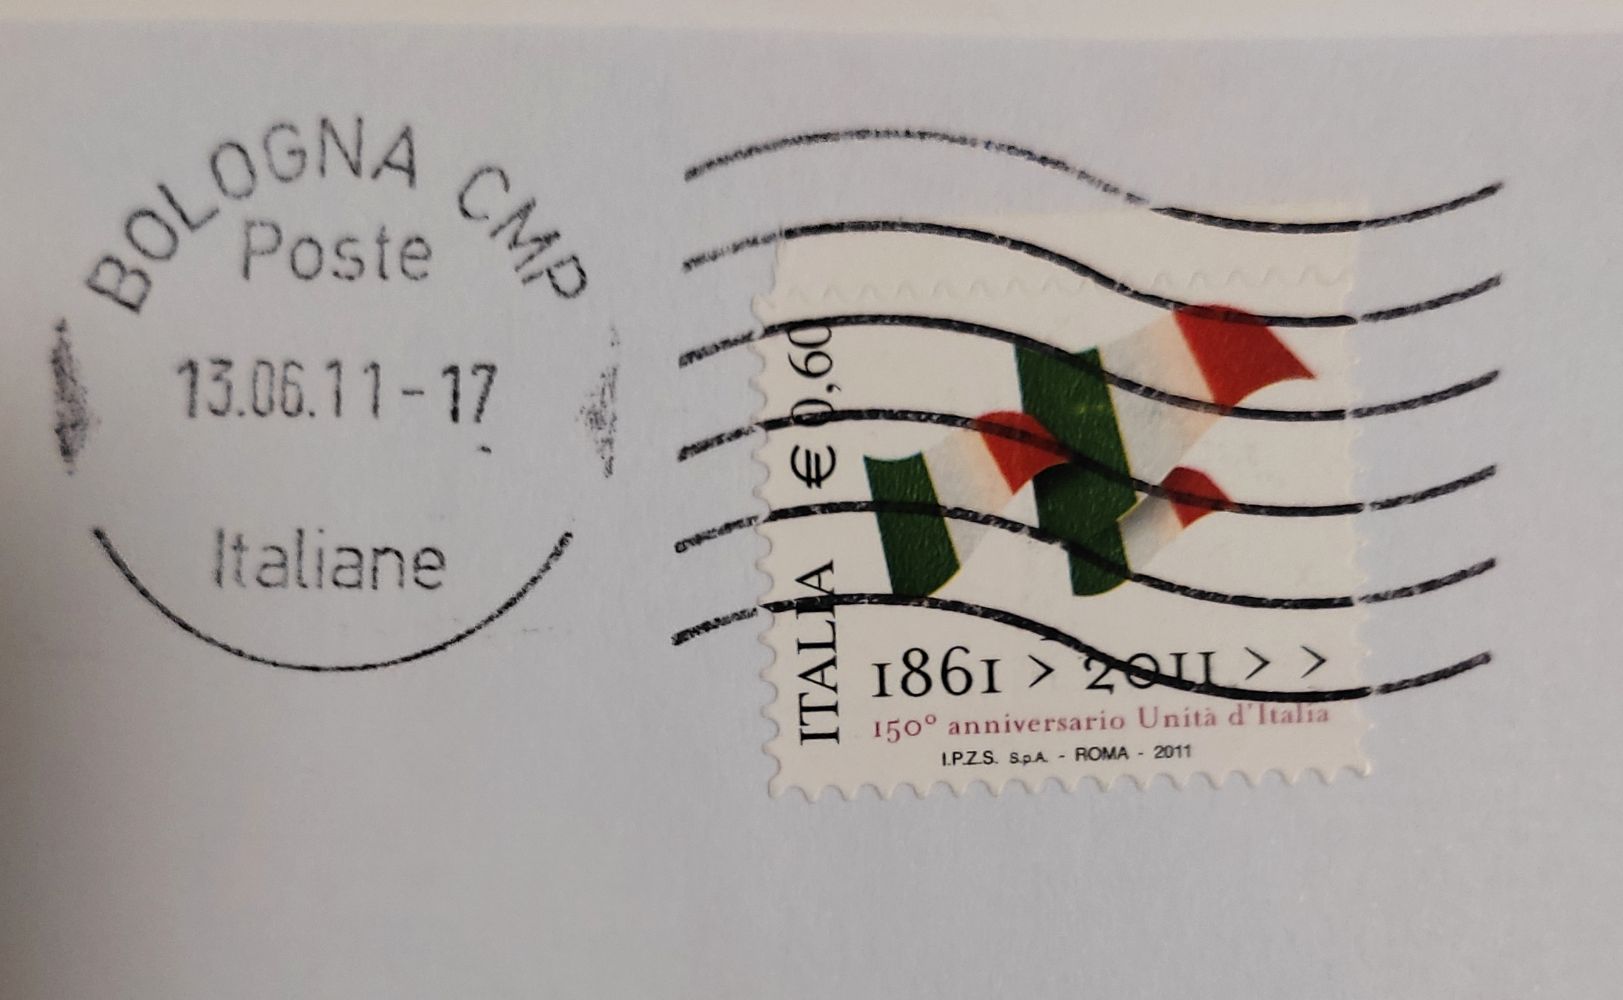 BOLOGNA CMP
Poste
13.06.11-17
Italiane
ITALIA € 0,60
1861 > 2011 > >
150° anniversario Unità d'Italia
I.P.Z.S. S.p.A. - ROMA - 2011